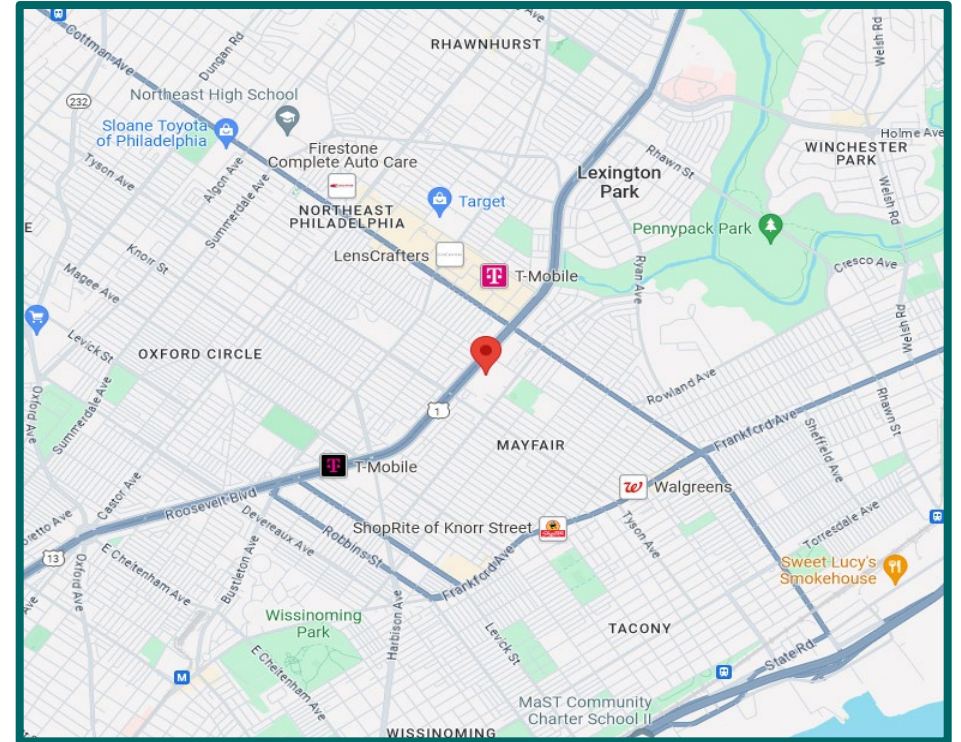 Cottman Ave
Dungan Rd
Ave
RHAWNHURST
Welsh Rd
232
Northeast High School
Sloane Toyota
of Philadelphia
Firestone
Complete Auto Care
Holme Ave
WINCHESTER
PARK
Tyson Ave
Algon Ave
Summerdale Ave
Rhawn St
Lexington
Park
Welsh Rd
NORTHEAST
PHILADELPHIA
Target
E
Pennypack Park
Knorr St
LensCrafters
T
T-Mobile
Ryan Ave
Cresco Ave
Magee Ave
Welsh Rd
Levick St
OXFORD CIRCLE
Oxford Ave
Summerdale Ave
1
Rowland Ave
Rhawn St
Frankford Ave
Sheffield Ave
MAYFAIR
T
T-Mobile
Castor Ave
Roosevelt Blvd
Walgreens
Devereaux Ave
Robbins St
ShopRite of Knorr Street
Tyson Ave
Torresdale Ave
13
E Cheltenham Ave
Oxford Ave
Bustleton Ave
Frankford Ave
Sweet Lucy's
Smokehouse
Ave
Wissinoming
Park
Harbison Ave
Levick St
TACONY
E Cheltenham Ave
State Rd
M
MaST Community
Charter School II
WISSINOMING